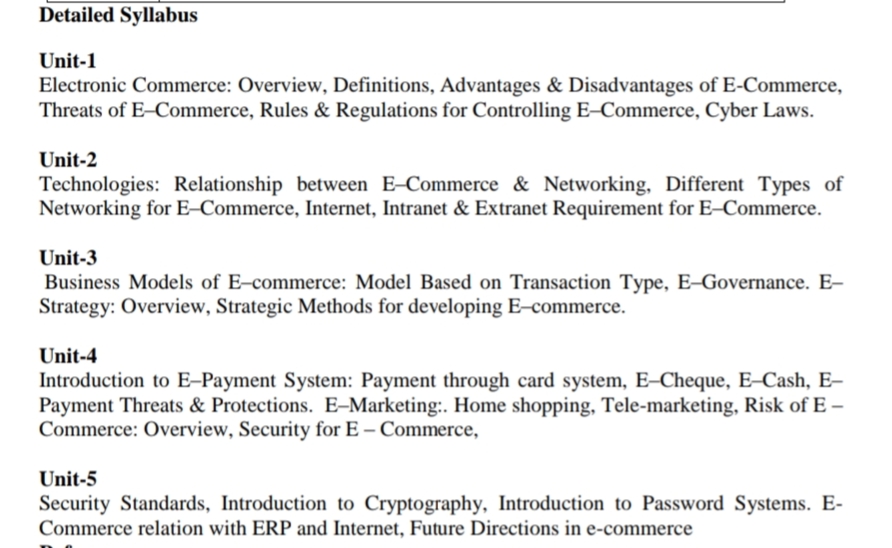 Detailed Syllabus
Unit-1
Electronic Commerce: Overview, Definitions, Advantages & Disadvantages of E-Commerce,
Threats of E–Commerce, Rules & Regulations for Controlling E–Commerce, Cyber Laws.
Unit-2
Technologies: Relationship between E–Commerce & Networking, Different Types of
Networking for E–Commerce, Internet, Intranet & Extranet Requirement for E–Commerce.
Unit-3
Business Models of E–commerce: Model Based on Transaction Type, E–Governance. E–
Strategy: Overview, Strategic Methods for developing E–commerce.
Unit-4
Introduction to E–Payment System: Payment through card system, E–Cheque, E–Cash, E–
Payment Threats & Protections. E–Marketing:. Home shopping, Tele-marketing, Risk of E –
Commerce: Overview, Security for E – Commerce,
Unit-5
Security Standards, Introduction to Cryptography, Introduction to Password Systems. E-
Commerce relation with ERP and Internet, Future Directions in e-commerce